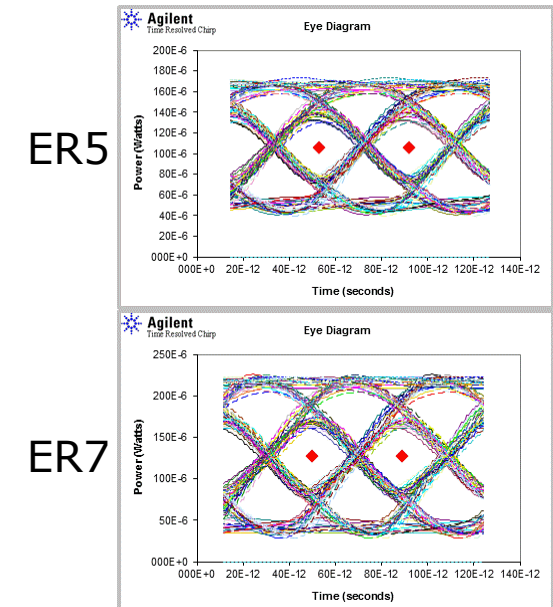 Agilent
Time Resolved Chirp
Eye Diagram
200E-6
180E-6
160E-6
140E-6
120E-6
100E-6
80E-6
60E-6
40E-6
20E-6
000E+0
Power (Watts)
000E+0 20E-12 40E-12 60E-12 80E-12 100E-12 120E-12 140E-12
Time (seconds)
ER5
Agilent
Time Resolved Chirp
Eye Diagram
250E-6
200E-6
150E-6
100E-6
50E-6
000E+0
Power (Watts)
000E+0 20E-12 40E-12 60E-12 80E-12 100E-12 120E-12 140E-12
Time (seconds)
ER7